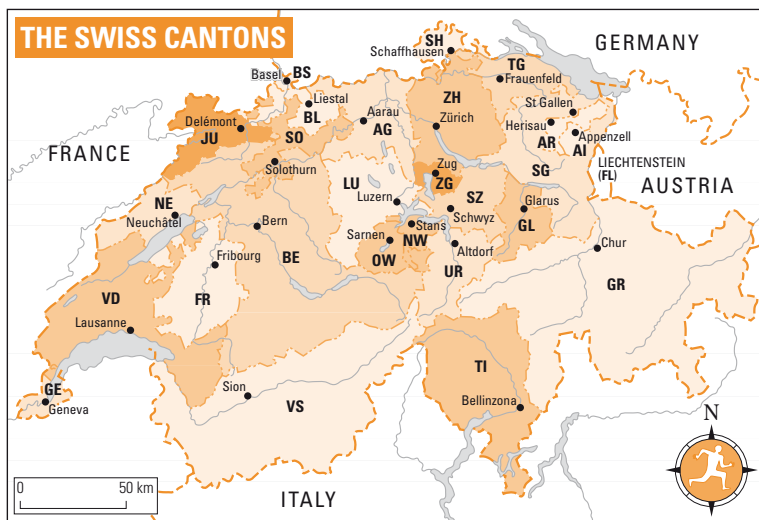 THE SWISS CANTONS
SH
Schaffhausen
GERMANY
Basel
BS
TG
Frauenfeld
Liestal
BL
Aarau
AG
ZH
Zürich
St Gallen
Herisau
AR
Appenzell
AI
Delémont
JU
SO
Solothurn
FRANCE
LIECHTENSTEIN
(FL)
AUSTRIA
Zug
ZG
SG
LU
Luzern
SZ
Schwyz
Glarus
GL
NE
Neuchâtel
Bern
Stans
NW
Sarnen
OW
Altdorf
UR
Chur
BE
Fribourg
FR
GR
VD
Lausanne
TI
GE
Geneva
Sion
VS
Bellinzona
N
0 50 km
ITALY